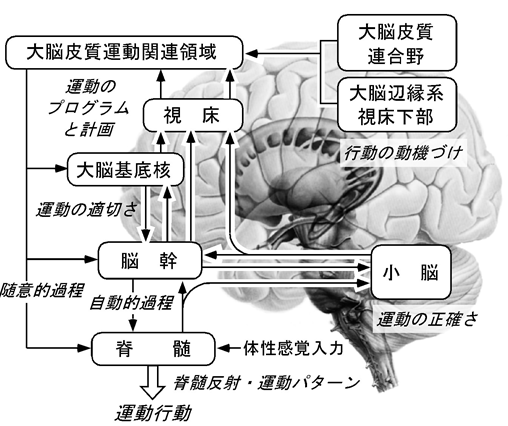 大脳皮質運動関連領域
大脳皮質
連合野
運動の
プログラム
と計画
視床
大脳辺縁系
視床下部
行動の動機づけ
大脳基底核
運動の適切さ
脳幹
小脳
随意的過程
自動的過程
運動の正確さ
脊髄
体性感覚入力
脊髄反射・運動パターン
運動行動